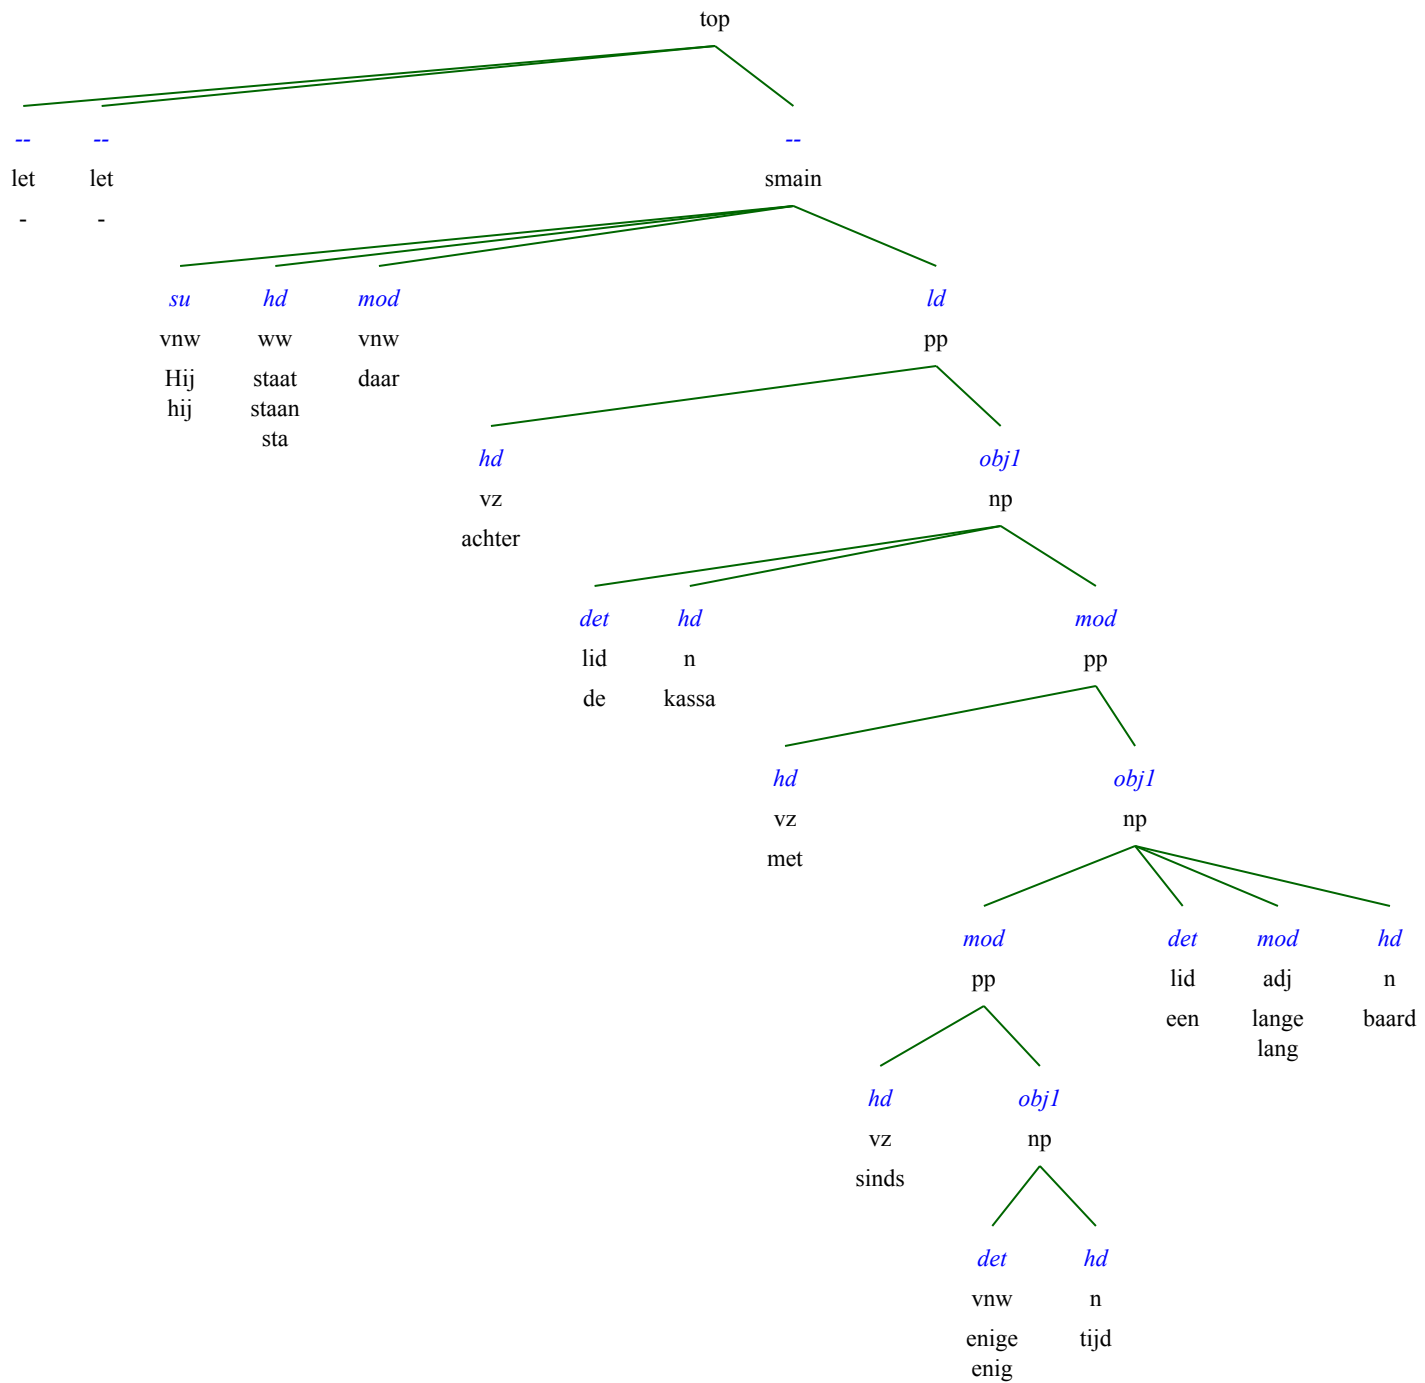 top
-- -- --
let let smain
- -
su hd mod ld
vnw ww vnw pp
Hij staat daar
hij staan
sta
hd obj1
vz np
achter
det hd mod
lid n pp
de kassa
hd obj1
vz np
met
mod det mod hd
pp lid adj n
een lange baard
lang
hd obj1
vz np
sinds
det hd
vnw n
enige tijd
enig